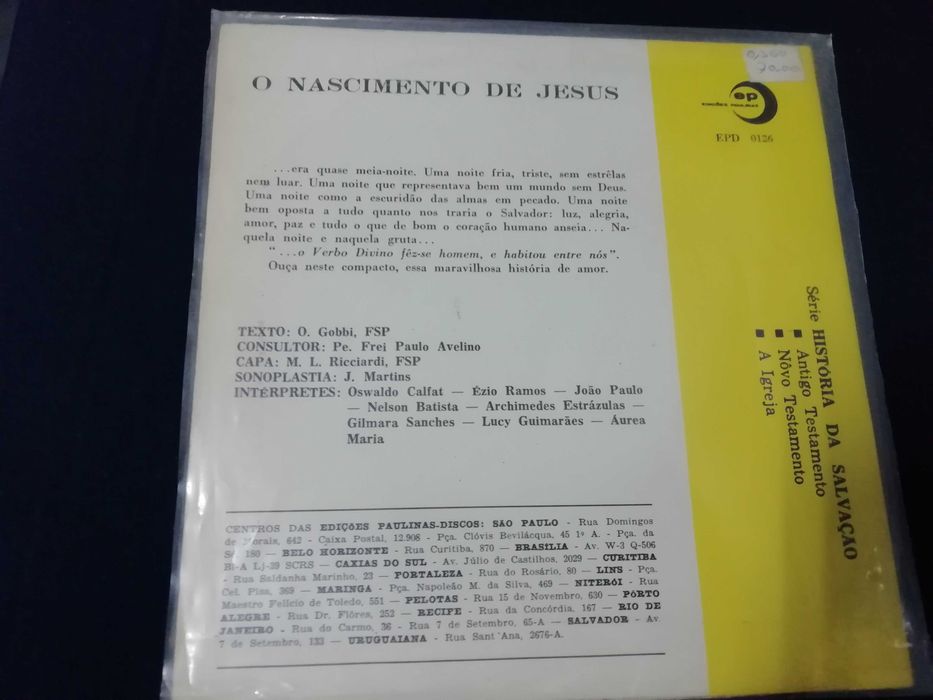 O NASCIMENTO DE JESUS
...era quase meia-noite. Uma noite fria, triste, sem estrêlas
nem luar. Uma noite que representava bem um mundo sem Deus.
Uma noite como a escuridão das almas em pecado. Uma noite
bem oposta a tudo quanto nos traria o Salvador: luz, alegria,
amor, paz e tudo o que de bom o coração humano anseia... Na-
quela noite e naquela gruta...
"...o Verbo Divino fêz-se homem, e habitou entre nós".
Ouça neste compacto, essa maravilhosa história de amor.
TEXTO: O. Gobbi, FSP
CONSULTOR: Pe. Frei Paulo Avelino
CAPA: M. L. Ricciardi, FSP
SONOPLASTIA: J. Martins
INTÉRPRETES: Oswaldo Calfat — Ézio Ramos — João Paulo
— Nelson Batista — Archimedes Estrázulas —
Gilmara Sanches — Lucy Guimarães — Aurea
Maria
CENTROS DAS EDIÇÕES PAULINAS-DISCOS: SÃO PAULO - Rua Domingos
de Morais, 642 - Caixa Postal, 12.908 - Pça. Clóvis Bevilácqua, 45 1º A. - Pça. da
Sé, 180 — BELO HORIZONTE - Rua Curitiba, 870 — BRASÍLIA - Av. W-3 Q-506
Bl-A Lj-39 SCRS — CAXIAS DO SUL - Av. Júlio de Castilhos, 2029 — CURITIBA
- Rua Saldanha Marinho, 23 — FORTALEZA - Rua do Rosário, 80 — LINS - Pça.
Cel. Pisa, 369 — MARINGA - Pça. Napoleão M. da Silva, 469 — NITERÓI - Rua
Maestro Felício de Toledo, 551 — PELOTAS - Rua 15 de Novembro, 630 — PÔRTO
ALEGRE - Rua Dr. Flôres, 252 — RECIFE - Rua da Concórdia, 167 — RIO DE
JANEIRO - Rua do Carmo, 36 - Rua 7 de Setembro, 65-A — SALVADOR - Av.
7 de Setembro, 133 — URUGUAIANA - Rua Sant'Ana, 2676-A.
70,00
ep
EPD 0126
Série HISTÓRIA DA SALVAÇAO
■ Antigo Testamento
■ Nôvo Testamento
■ A Igreja